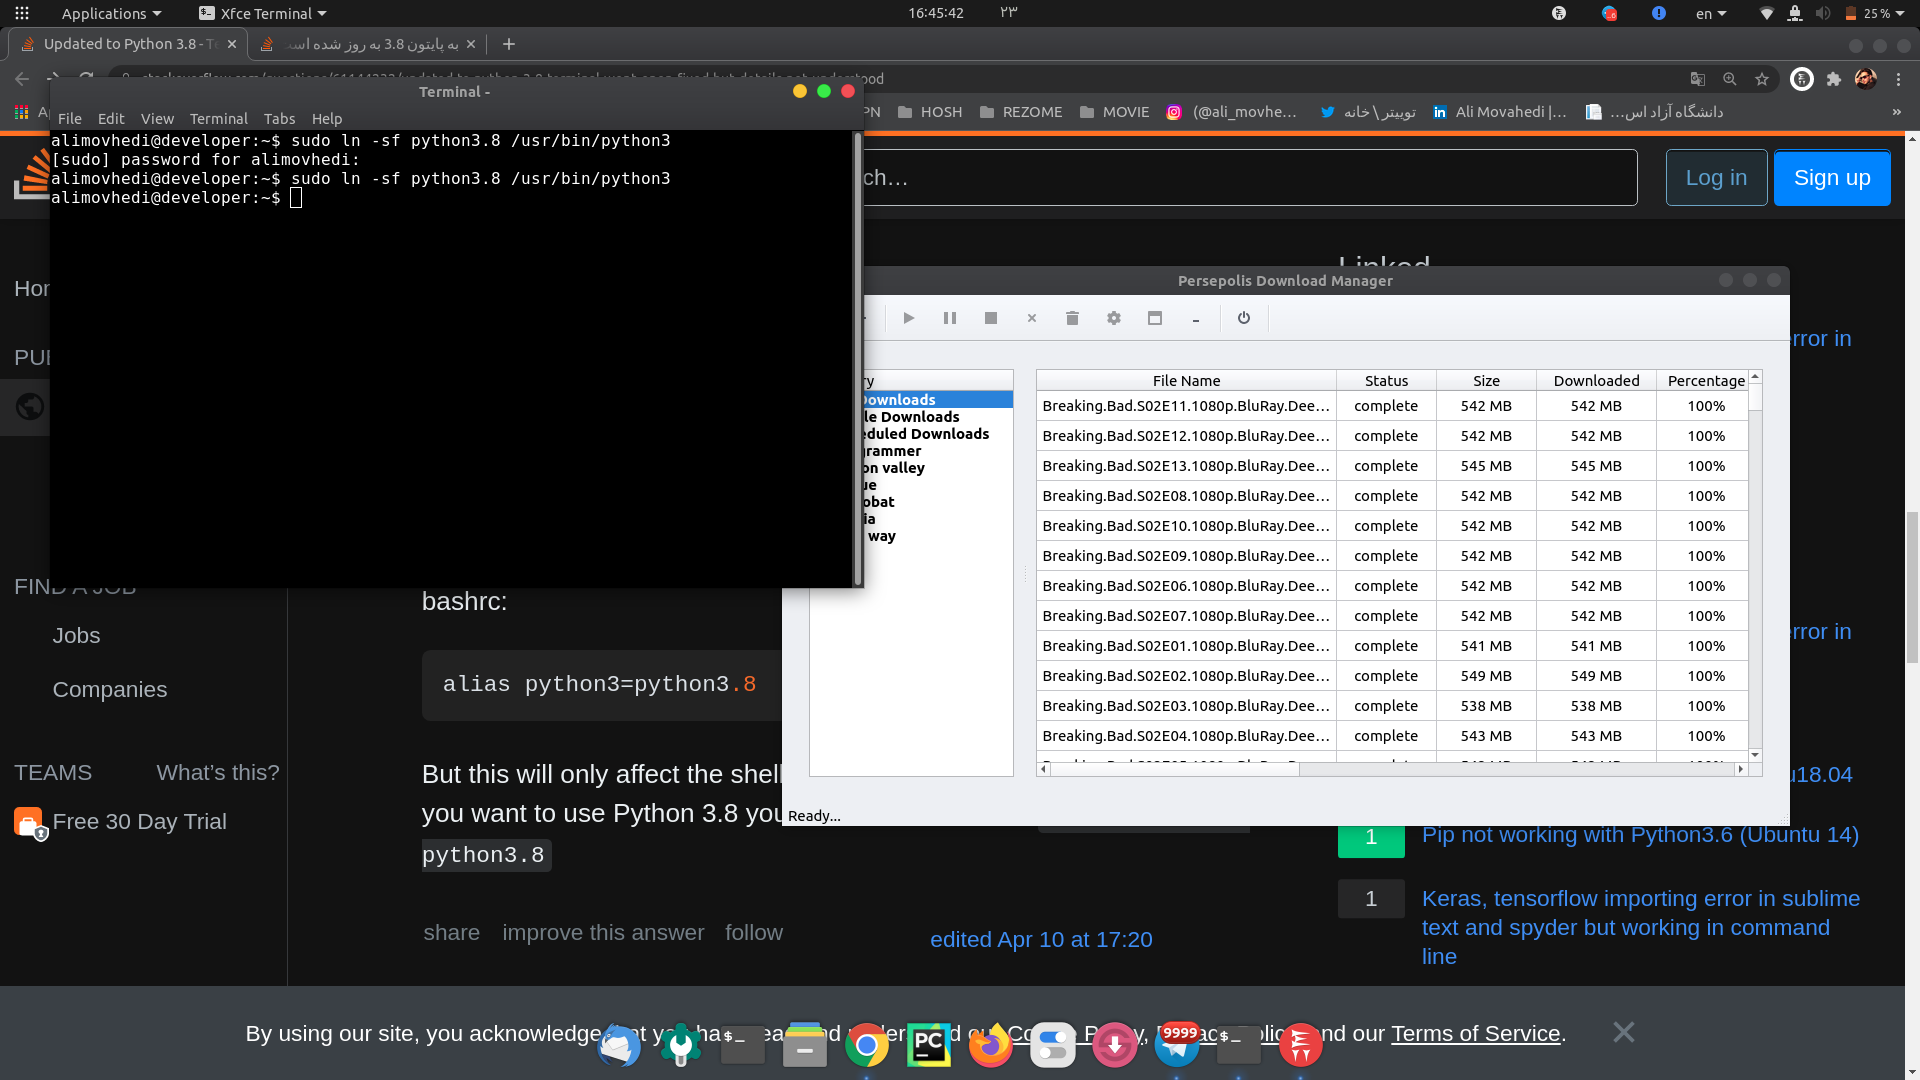 Applications
Xfce Terminal
16:45:42
۲۳
en
25 %
Updated to Python 3.8 - Te
به پایتون 3.8 به روز شده است
HOSH
REZOME
MOVIE
(@ali_movhe...
توییتر \ خانه
Ali Movahedi |...
دانشگاه آزاد اس...
»
Terminal -
File Edit View Terminal Tabs Help
alimovhedi@developer:~$ sudo ln -sf python3.8 /usr/bin/python3
[sudo] password for alimovhedi:
alimovhedi@developer:~$ sudo ln -sf python3.8 /usr/bin/python3
alimovhedi@developer:~$
ch…
Log in
Sign up
Linked
Persepolis Download Manager
File Name Status Size Downloaded Percentage
Downloads
duled Downloads
way
Breaking.Bad.S02E11.1080p.BluRay.Dee... complete 542 MB 542 MB 100%
Breaking.Bad.S02E12.1080p.BluRay.Dee... complete 542 MB 542 MB 100%
Breaking.Bad.S02E13.1080p.BluRay.Dee... complete 545 MB 545 MB 100%
Breaking.Bad.S02E08.1080p.BluRay.Dee... complete 542 MB 542 MB 100%
Breaking.Bad.S02E10.1080p.BluRay.Dee... complete 542 MB 542 MB 100%
Breaking.Bad.S02E09.1080p.BluRay.Dee... complete 542 MB 542 MB 100%
Breaking.Bad.S02E06.1080p.BluRay.Dee... complete 542 MB 542 MB 100%
Breaking.Bad.S02E07.1080p.BluRay.Dee... complete 542 MB 542 MB 100%
Breaking.Bad.S02E01.1080p.BluRay.Dee... complete 541 MB 541 MB 100%
Breaking.Bad.S02E02.1080p.BluRay.Dee... complete 549 MB 549 MB 100%
Breaking.Bad.S02E03.1080p.BluRay.Dee... complete 538 MB 538 MB 100%
Breaking.Bad.S02E04.1080p.BluRay.Dee... complete 543 MB 543 MB 100%
Ready...
FIND A JOB
Jobs
Companies
TEAMS What's this?
Free 30 Day Trial
bashrc:
alias python3=python3.8
But this will only affect the shell
you want to use Python 3.8 you
python3.8
share improve this answer follow
edited Apr 10 at 17:20
rror in
rror in
u18.04
1 Pip not working with Python3.6 (Ubuntu 14)
1 Keras, tensorflow importing error in sublime
text and spyder but working in command
line
By using our site, you acknowledge
and our Terms of Service.
PC
9999